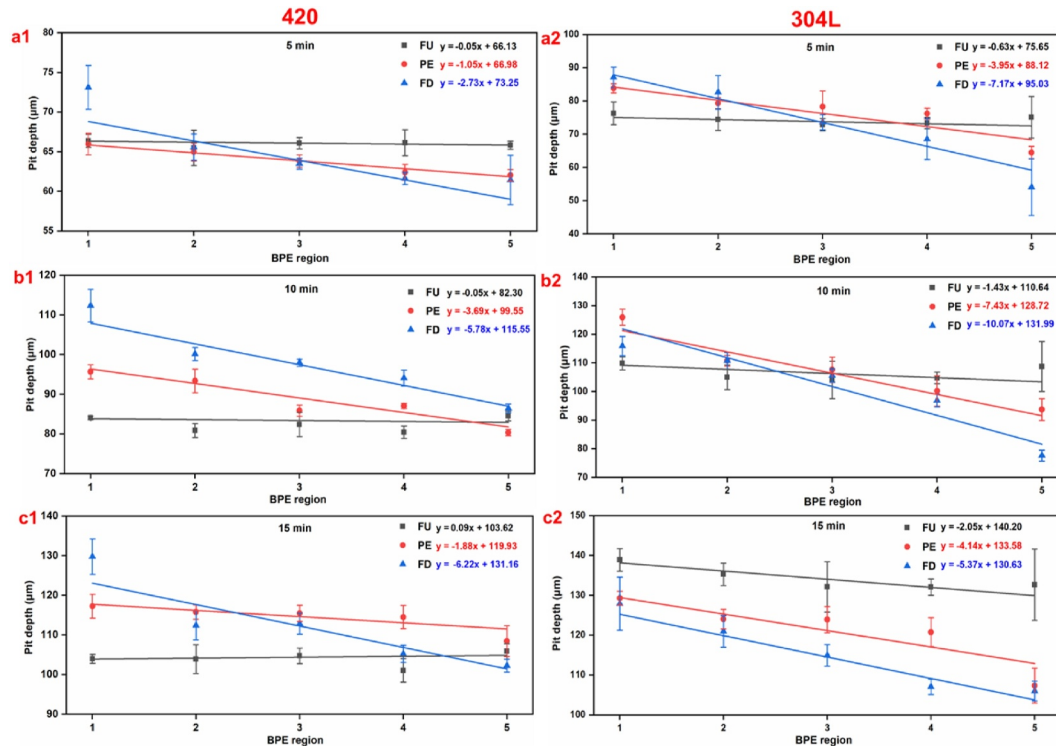 420
304L
a1
5 min
FU y = -0.05x + 66.13
PE y = -1.05x + 66.98
FD y = -2.73x + 73.25
Pit depth (µm)
80
75
70
65
60
55
1 2 3 4 5
BPE region
a2
5 min
FU y = -0.63x + 75.65
PE y = -3.95x + 88.12
FD y = -7.17x + 95.03
Pit depth (µm)
100
90
80
70
60
50
40
1 2 3 4 5
BPE region
b1
10 min
FU y = -0.05x + 82.30
PE y = -3.69x + 99.55
FD y = -5.78x + 115.55
Pit depth (µm)
120
110
100
90
80
70
1 2 3 4 5
BPE region
b2
10 min
FU y = -1.43x + 110.64
PE y = -7.43x + 128.72
FD y = -10.07x + 131.99
Pit depth (µm)
140
130
120
110
100
90
80
70
1 2 3 4 5
BPE region
c1
15 min
FU y = 0.09x + 103.62
PE y = -1.88x + 119.93
FD y = -6.22x + 131.16
Pit depth (µm)
140
130
120
110
100
90
1 2 3 4 5
BPE region
c2
15 min
FU y = -2.05x + 140.20
PE y = -4.14x + 133.58
FD y = -5.37x + 130.63
Pit depth (µm)
150
140
130
120
110
100
1 2 3 4 5
BPE region